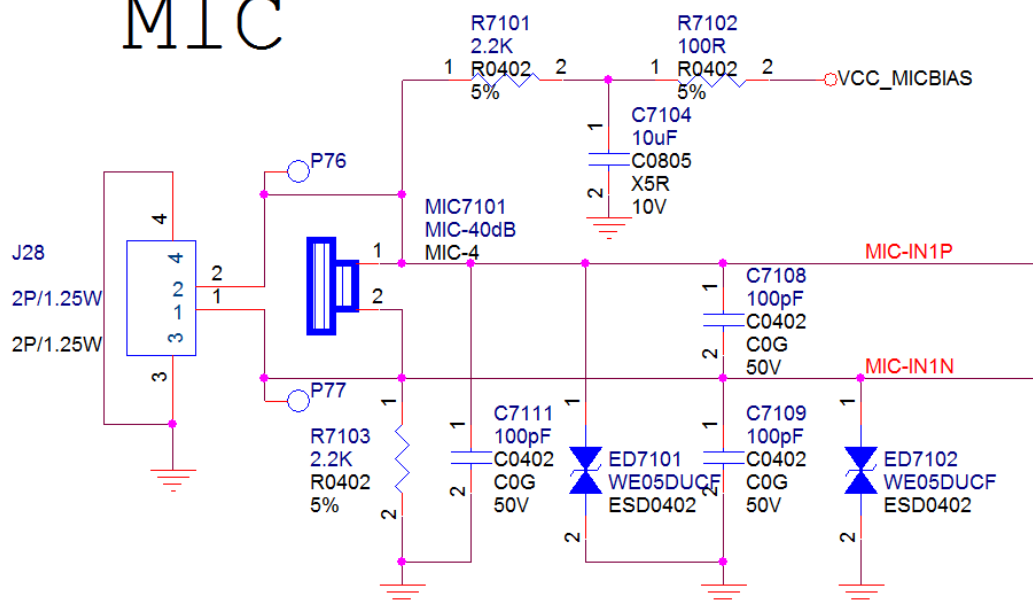 MIC
R7101
2.2K
R0402
5%
1
2
R7102
100R
R0402
5%
1
2
VCC_MICBIAS
C7104
10uF
C0805
X5R
10V
1
2
P76
J28
2P/1.25W
2P/1.25W
4
4
2
1
3
3
2
1
MIC7101
MIC-40dB
MIC-4
1
2
MIC-IN1P
C7108
100pF
C0402
C0G
50V
1
2
MIC-IN1N
P77
R7103
2.2K
R0402
5%
1
2
C7111
100pF
C0402
C0G
50V
1
2
ED7101
WE05DUCF
ESD0402
1
2
C7109
100pF
C0402
C0G
50V
1
2
ED7102
WE05DUCF
ESD0402
1
2